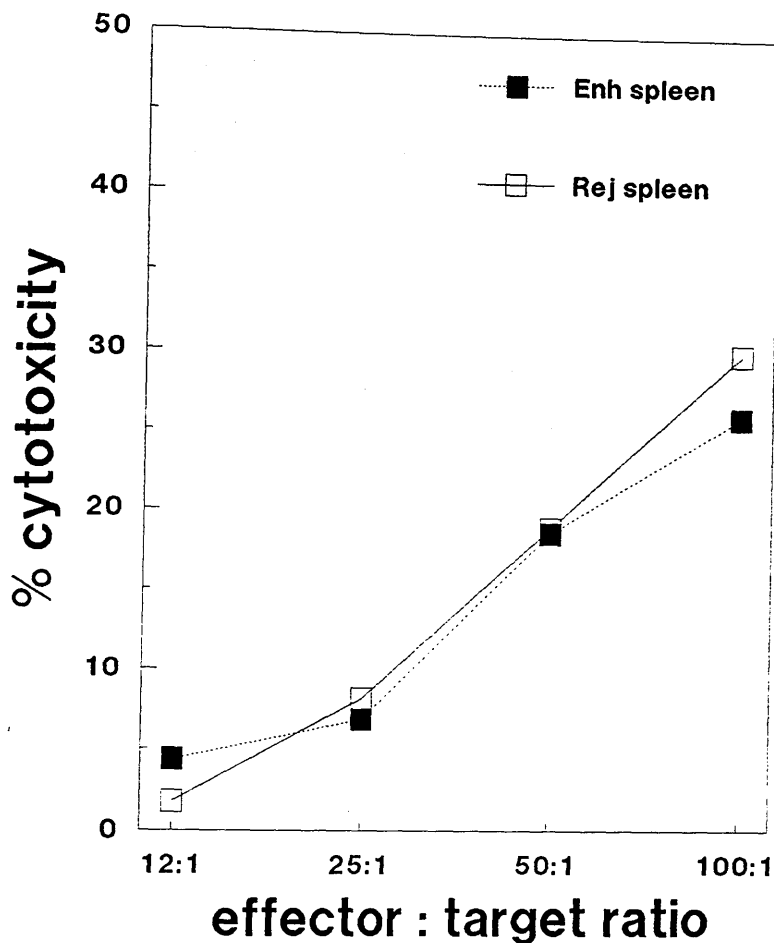 50
40
30
20
10
0
% cytotoxicity
Enh spleen
Rej spleen
12:1 25:1 50:1 100:1
effector : target ratio